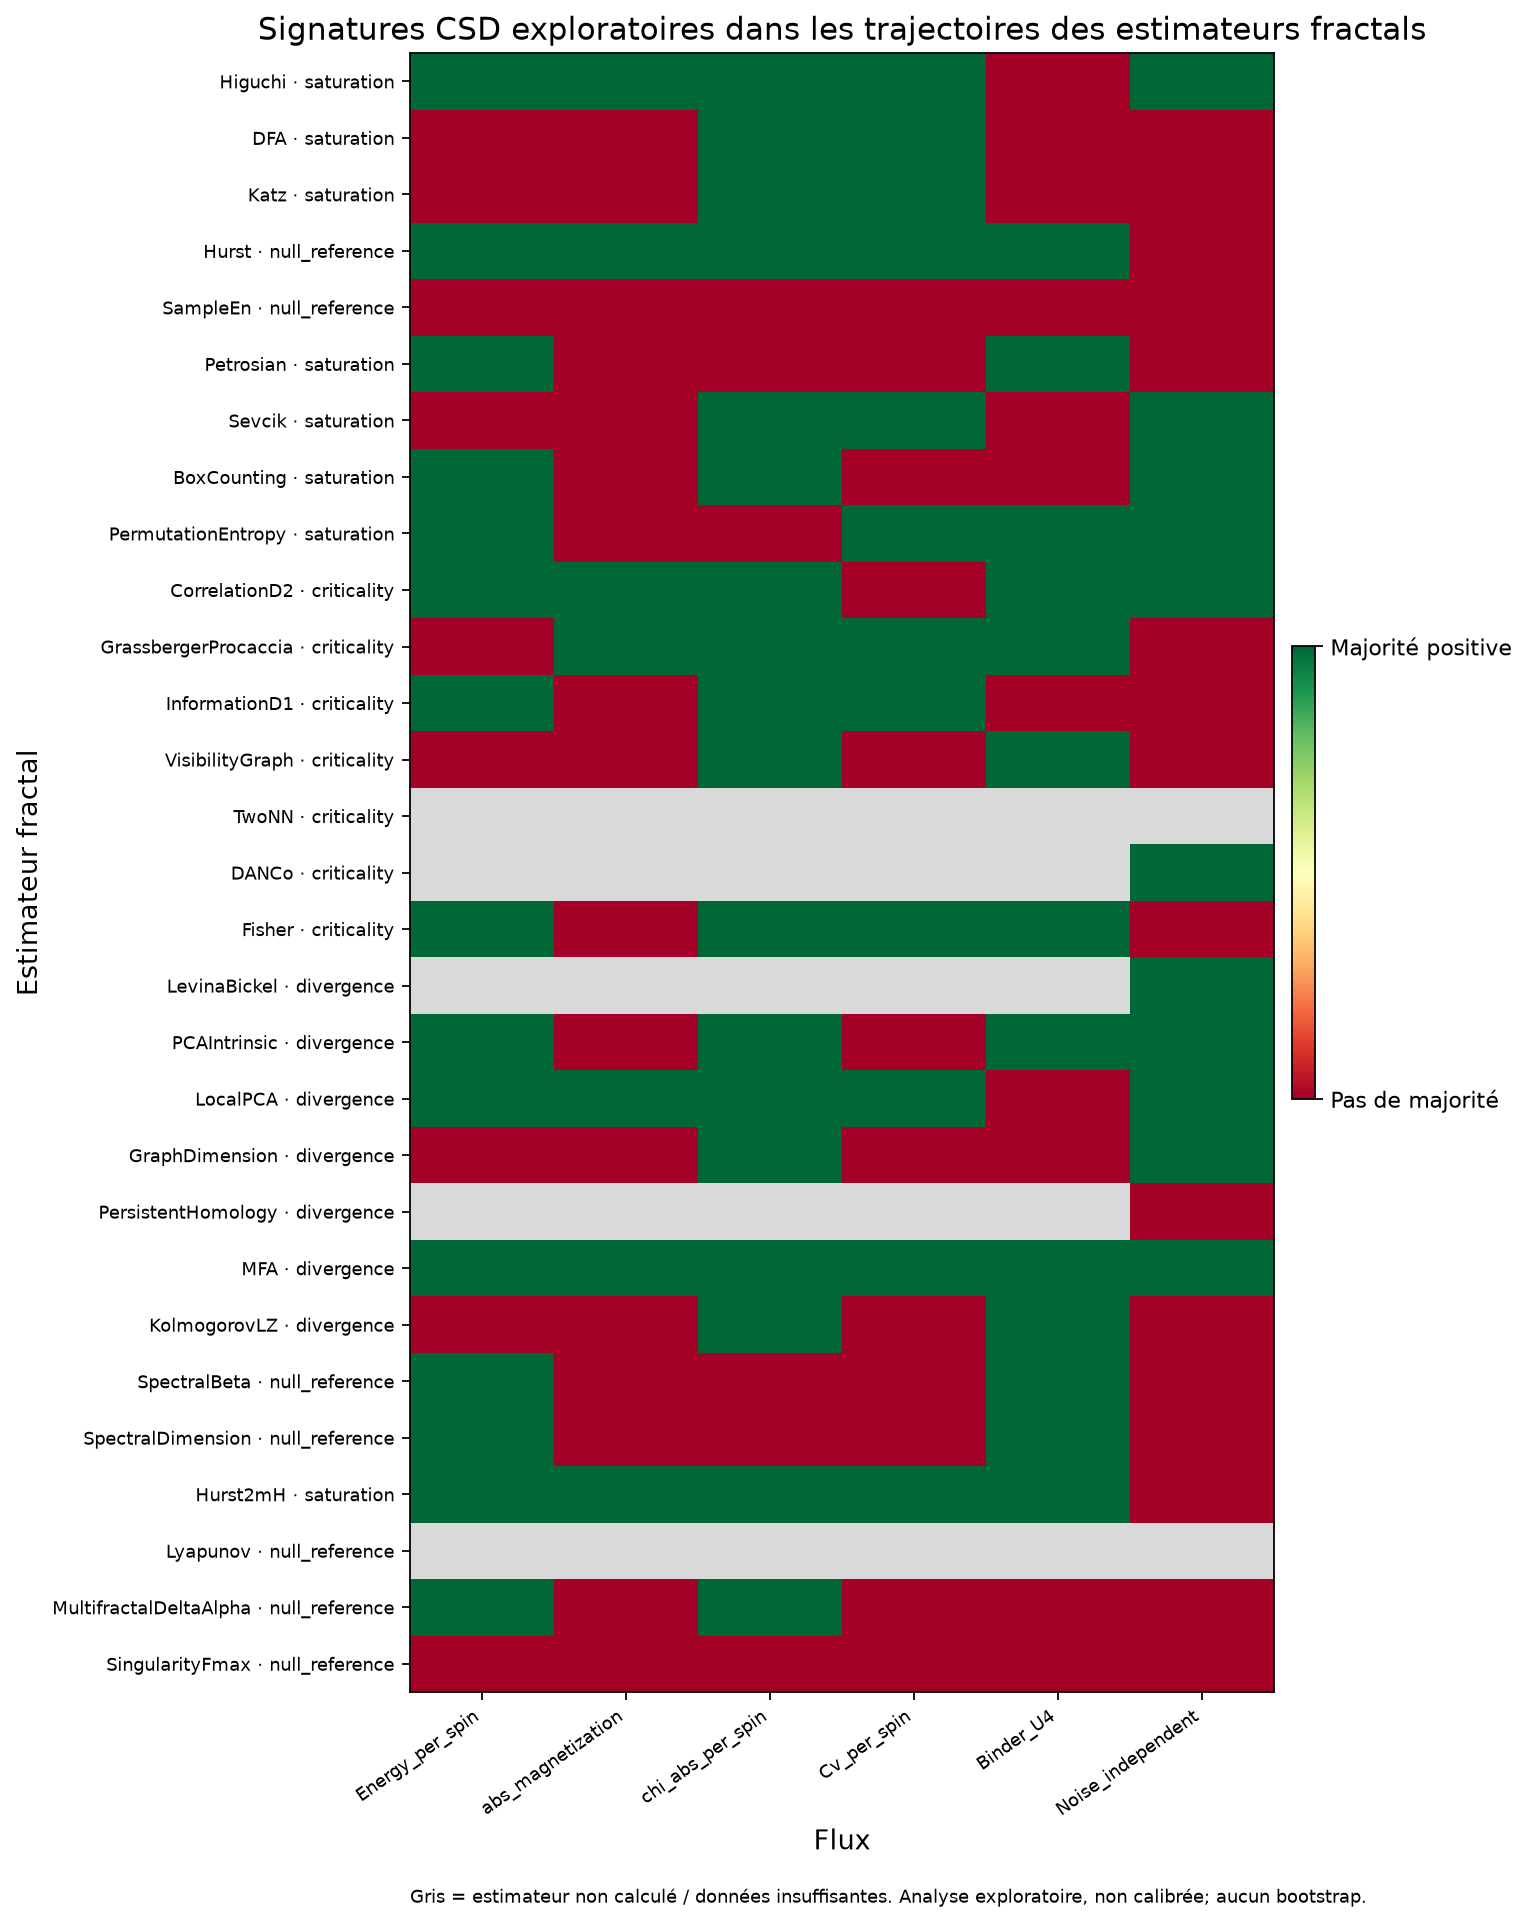 Signatures CSD exploratoires dans les trajectoires des estimateurs fractals
Estimateur fractal
Higuchi · saturation
DFA · saturation
Katz · saturation
Hurst · null_reference
SampleEn · null_reference
Petrosian · saturation
Sevcik · saturation
BoxCounting · saturation
PermutationEntropy · saturation
CorrelationD2 · criticality
GrassbergerProcaccia · criticality
InformationD1 · criticality
VisibilityGraph · criticality
TwoNN · criticality
DANCo · criticality
Fisher · criticality
LevinaBickel · divergence
PCAIntrinsic · divergence
LocalPCA · divergence
GraphDimension · divergence
PersistentHomology · divergence
MFA · divergence
KolmogorovLZ · divergence
SpectralBeta · null_reference
SpectralDimension · null_reference
Hurst2mH · saturation
Lyapunov · null_reference
MultifractalDeltaAlpha · null_reference
SingularityFmax · null_reference
Majorité positive
Pas de majorité
Energy_per_spin
abs_magnetization
chi_abs_per_spin
Cv_per_spin
Binder_U4
Noise_independent
Flux
Gris = estimateur non calculé / données insuffisantes. Analyse exploratoire, non calibrée; aucun bootstrap.